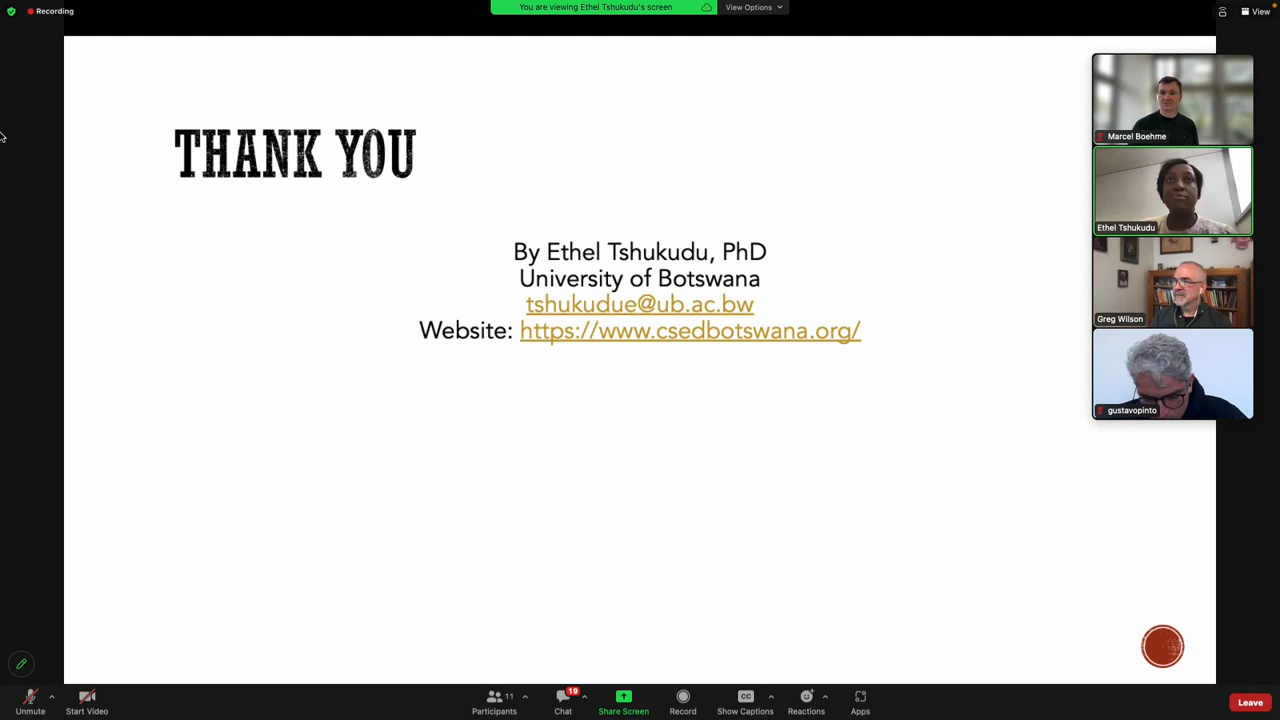 Recording
You are viewing Ethel Tshukudu's screen
View Options
View
THANK YOU
By Ethel Tshukudu, PhD
University of Botswana
tshukudue@ub.ac.bw
Website: https://www.csedbotswana.org/
Marcel Boehme
Ethel Tshukudu
Greg Wilson
gustavopinto
Unmute
Start Video
11
Participants
19
Chat
Share Screen
Record
CC
Show Captions
Reactions
Apps
Leave